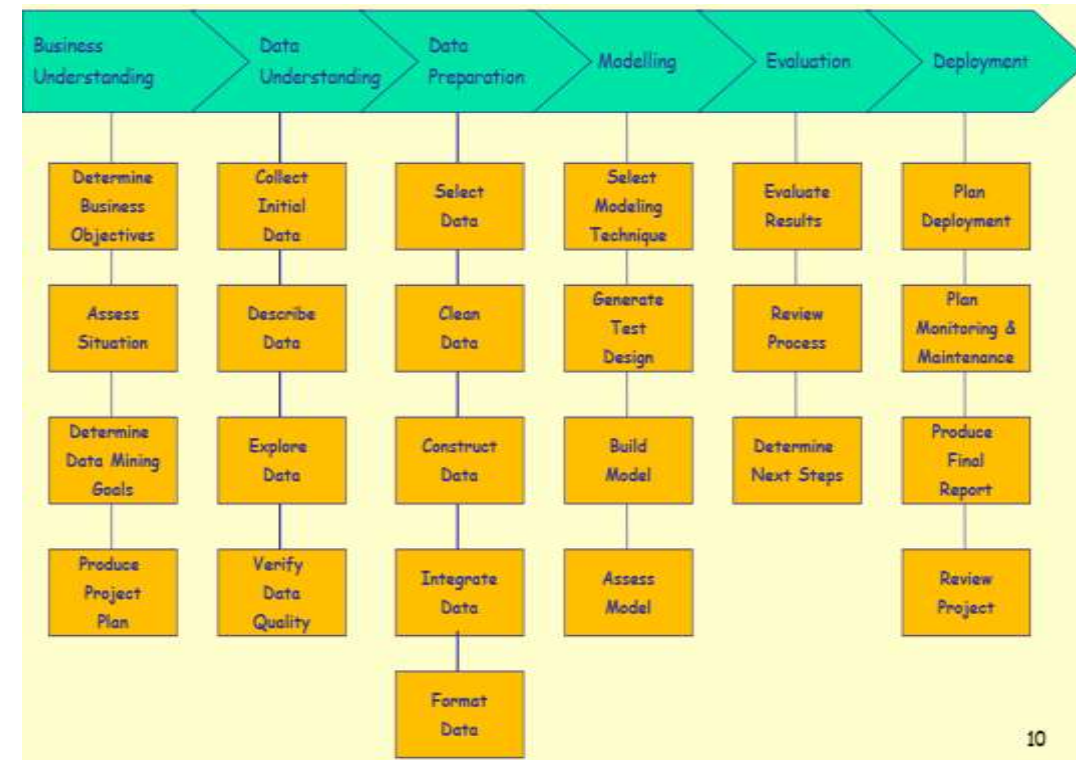 Business
Understanding
Data
Understanding
Data
Preparation
Modelling
Evaluation
Deployment
Determine
Business
Objectives
Assess
Situation
Determine
Data Mining
Goals
Produce
Project
Plan
Collect
Initial
Data
Describe
Data
Explore
Data
Verify
Data
Quality
Select
Data
Clean
Data
Construct
Data
Integrate
Data
Format
Data
Select
Modeling
Technique
Generate
Test
Design
Build
Model
Assess
Model
Evaluate
Results
Review
Process
Determine
Next Steps
Plan
Deployment
Plan
Monitoring &
Maintenance
Produce
Final
Report
Review
Project
10